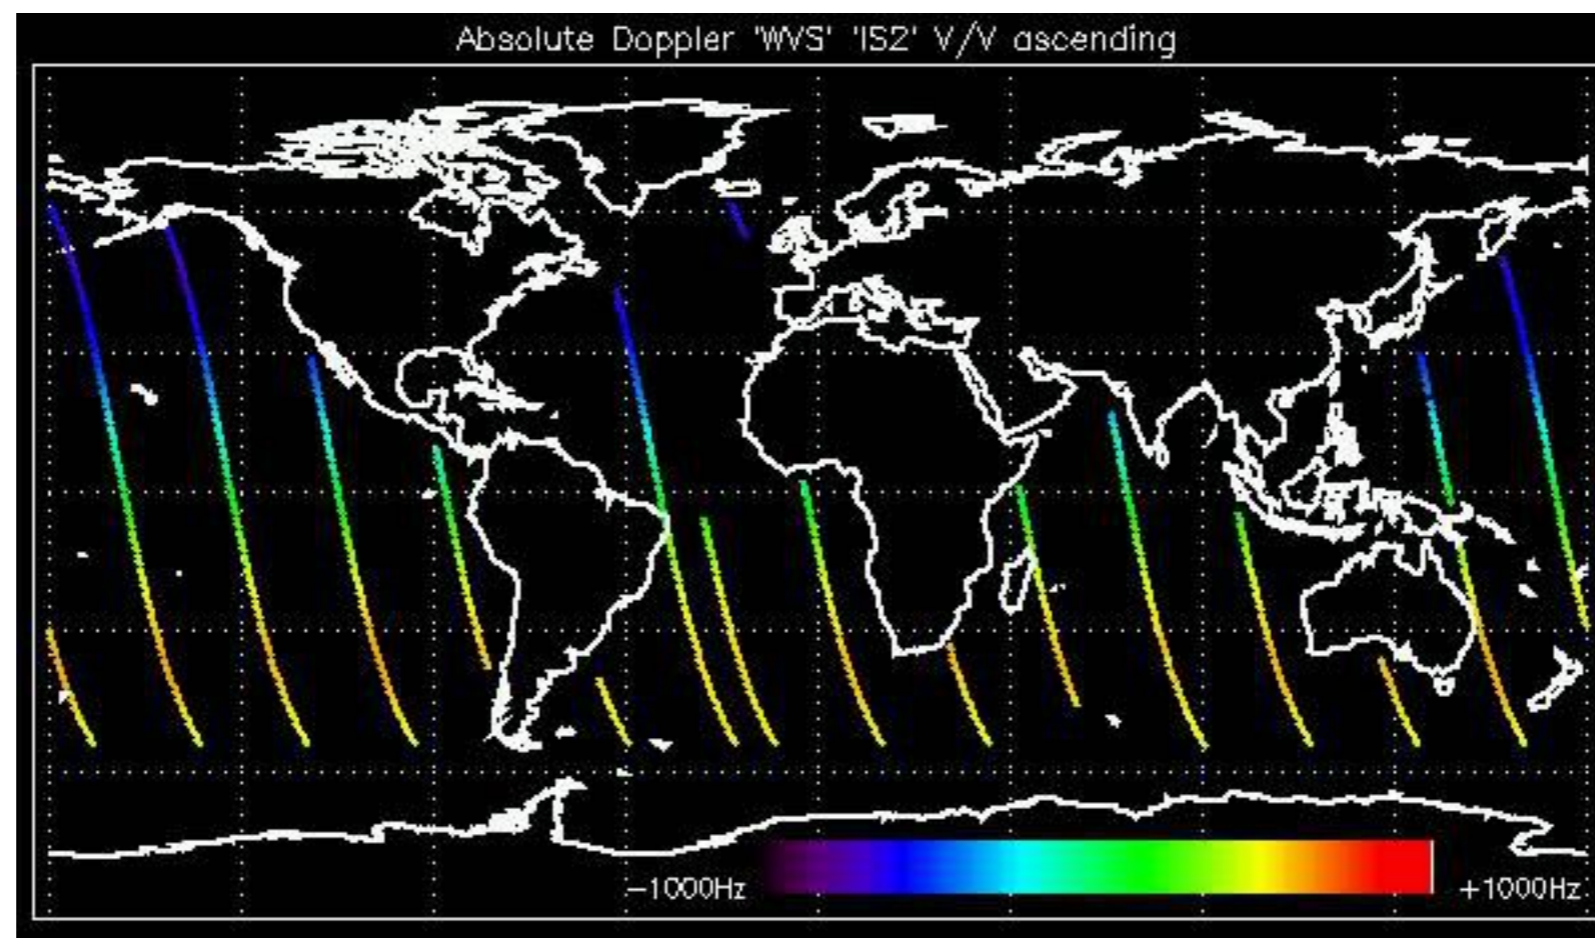 Absolute Doppler 'WVS' 'IS2' V/V ascending
−1000Hz +1000Hz